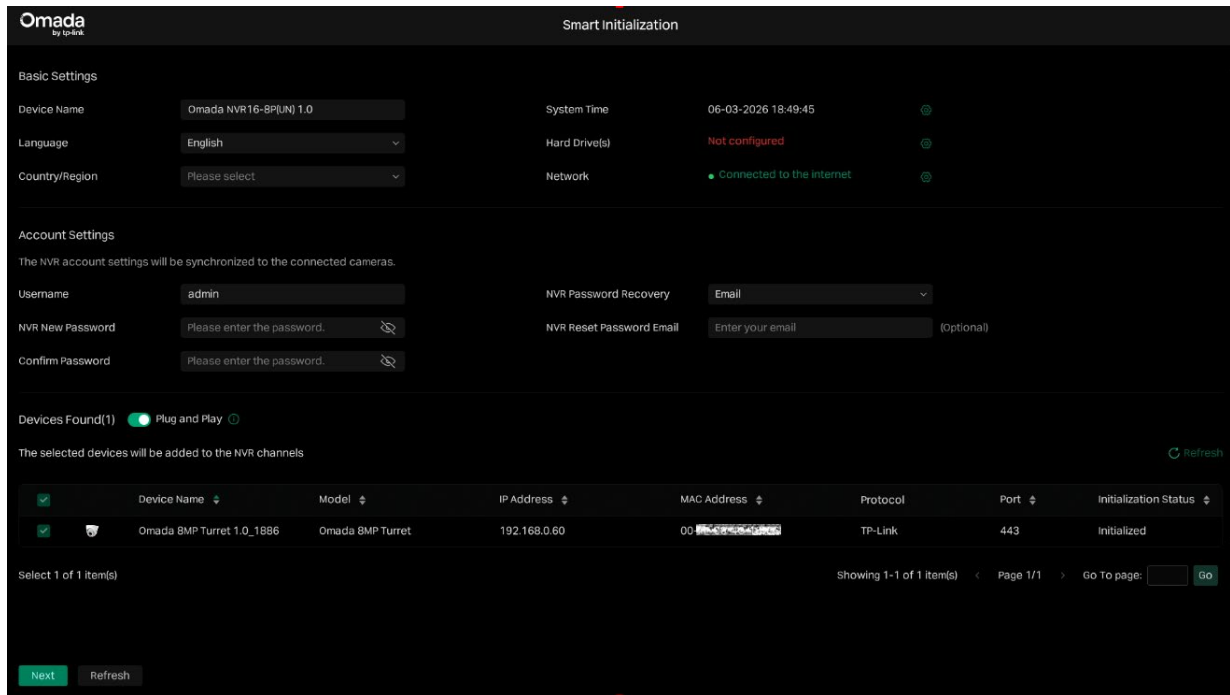 Omada
by tp-link
Smart Initialization
Basic Settings
Device Name Omada NVR16-8P(UN) 1.0 System Time 06-03-2026 18:49:45
Language English Hard Drive(s) Not configured
Country/Region Please select Network Connected to the internet
Account Settings
The NVR account settings will be synchronized to the connected cameras.
Username admin NVR Password Recovery Email
NVR New Password Please enter the password. NVR Reset Password Email Enter your email (Optional)
Confirm Password Please enter the password.
Devices Found(1) Plug and Play
The selected devices will be added to the NVR channels Refresh
Device Name Model IP Address MAC Address Protocol Port Initialization Status
Omada 8MP Turret 1.0_1886 Omada 8MP Turret 192.168.0.60 00- TP-Link 443 Initialized
Select 1 of 1 item(s) Showing 1-1 of 1 item(s) < Page 1/1 > Go To page: Go
Next Refresh